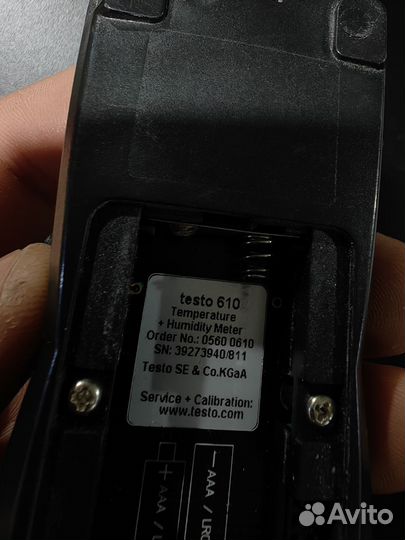 testo 610
Temperature
+ Humidity Meter
Order No.: 0560 0610
SN: 39273940/811
Testo SE & Co.KGaA
Service + Calibration:
www.testo.com
+ AAA /
− AAA / LR0
Avito